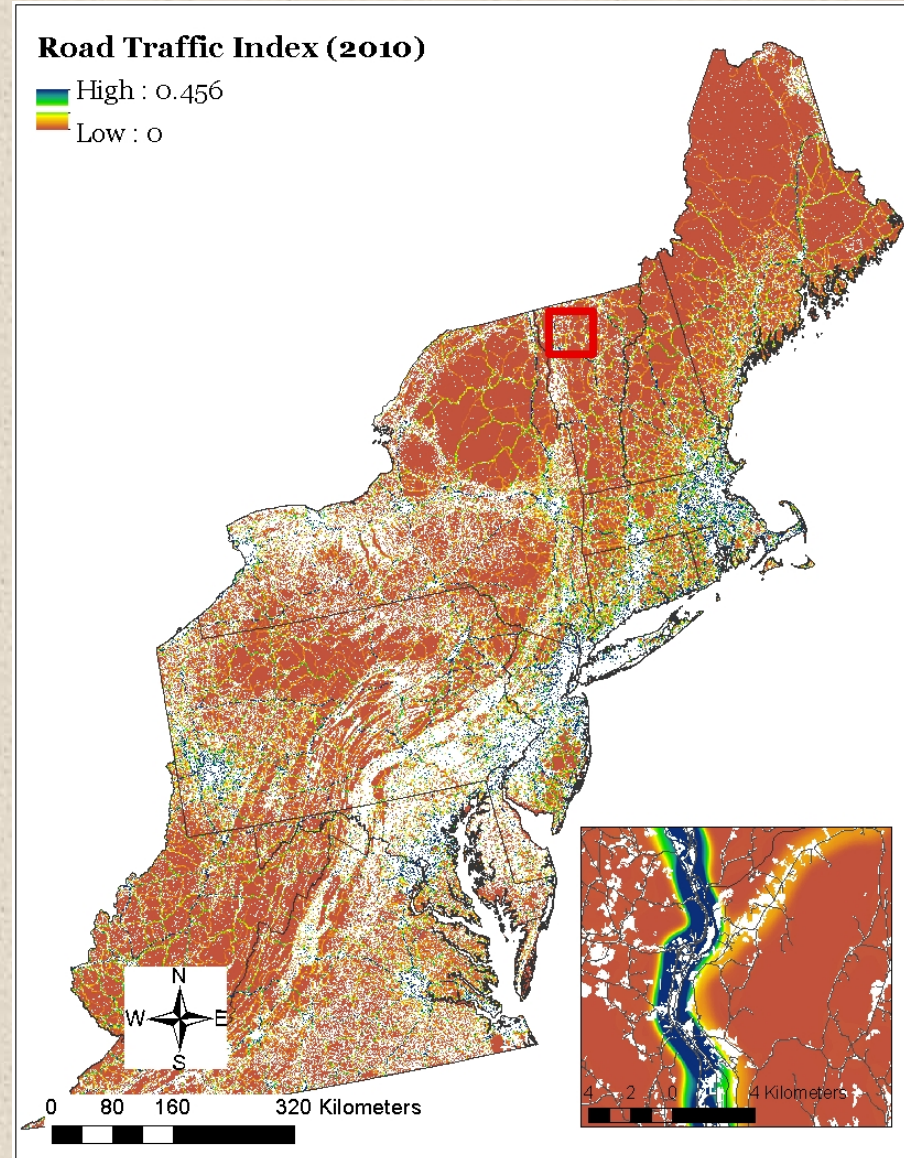 Road Traffic Index (2010)
High : 0.456
Low : 0
N
W E
S
0 80 160 320 Kilometers
4 2 0 4 Kilometers